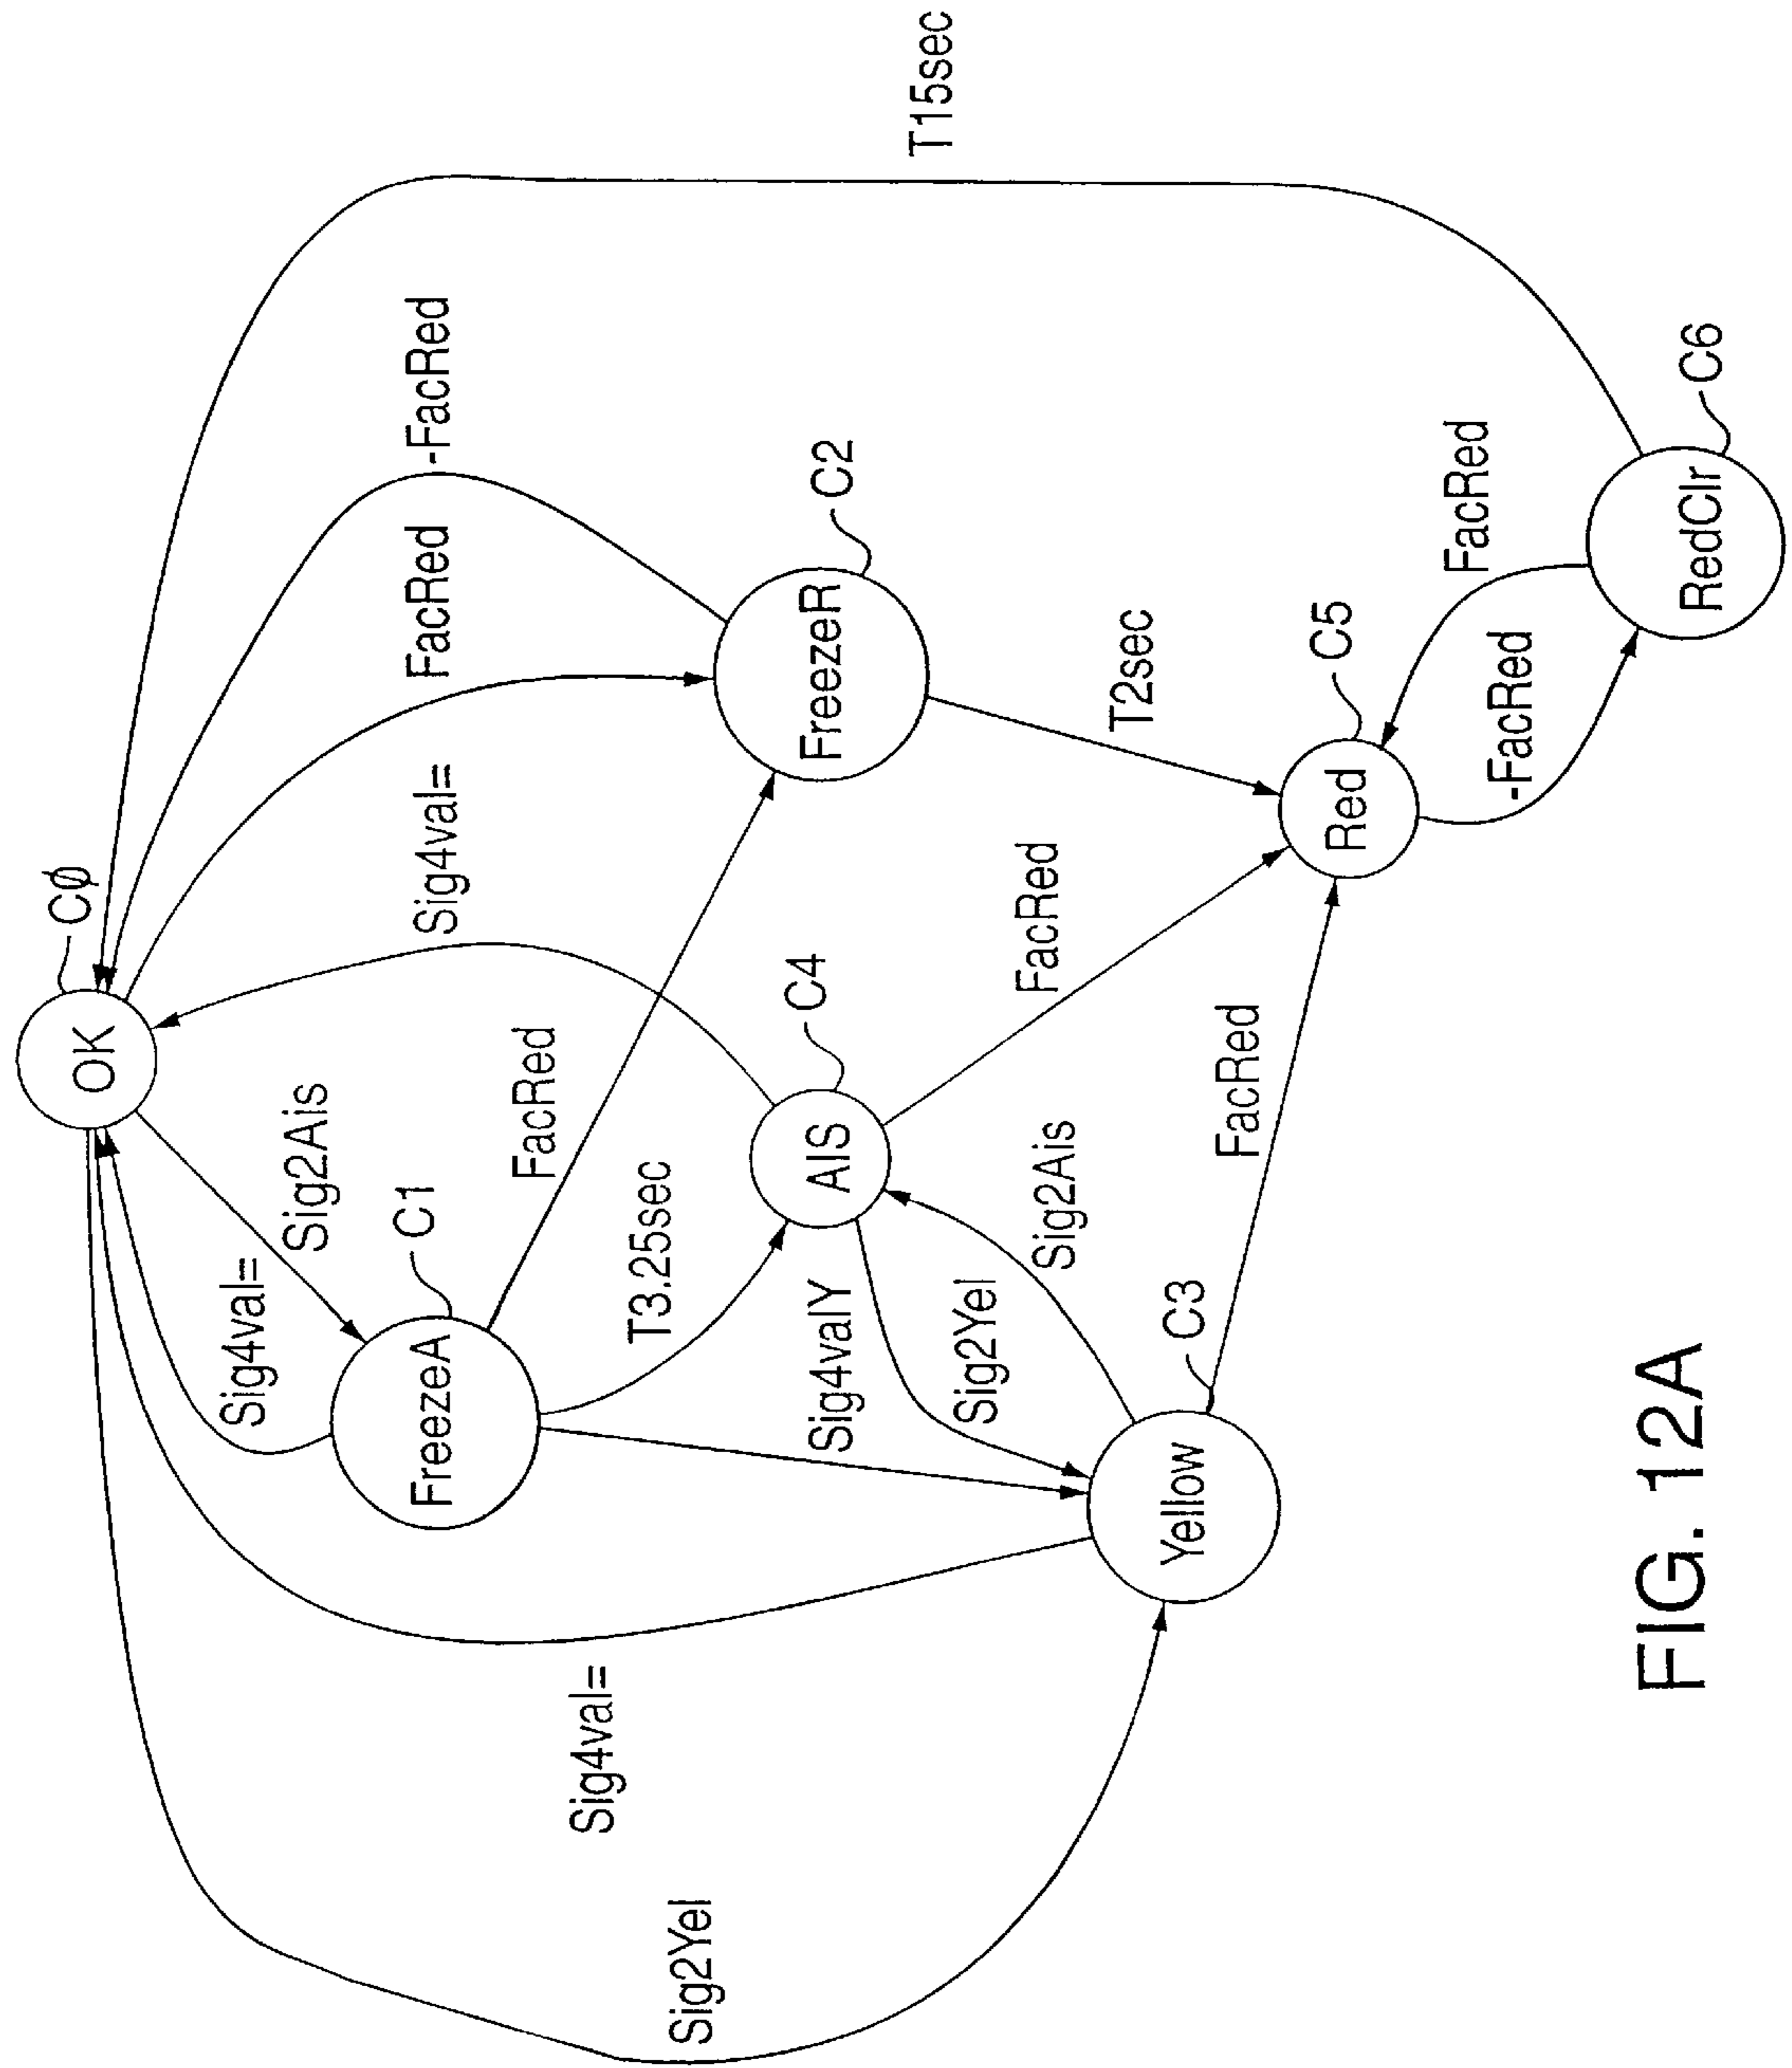 OK
CØ
Sig2Ais
Sig4val=
FreezeA
C1
FacRed
-FacRed
T15sec
Sig4val=
FacRed
FreezeR
C2
T3.25sec
AIS
C4
Sig4val=
Sig2Yel
Sig4valY
Sig2Yel
Sig2Ais
FacRed
T2sec
Yellow
C3
FacRed
Red
C5
FacRed
-FacRed
RedClr
C6
FIG. 12A